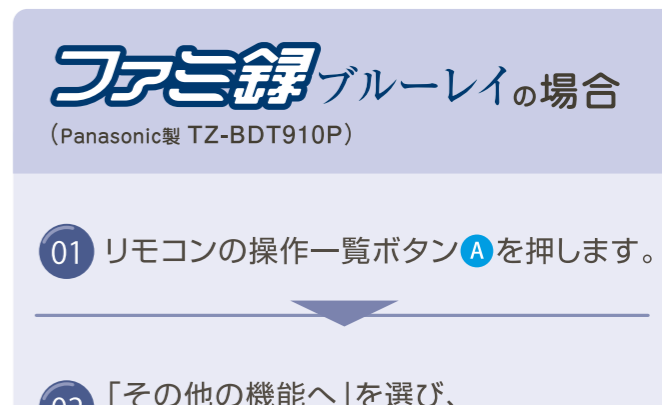 ファミ録ブルーレイの場合
（Panasonic製 TZ-BDT910P）
01 リモコンの操作一覧ボタンAを押します。
02 「その他の機能へ」を選び、